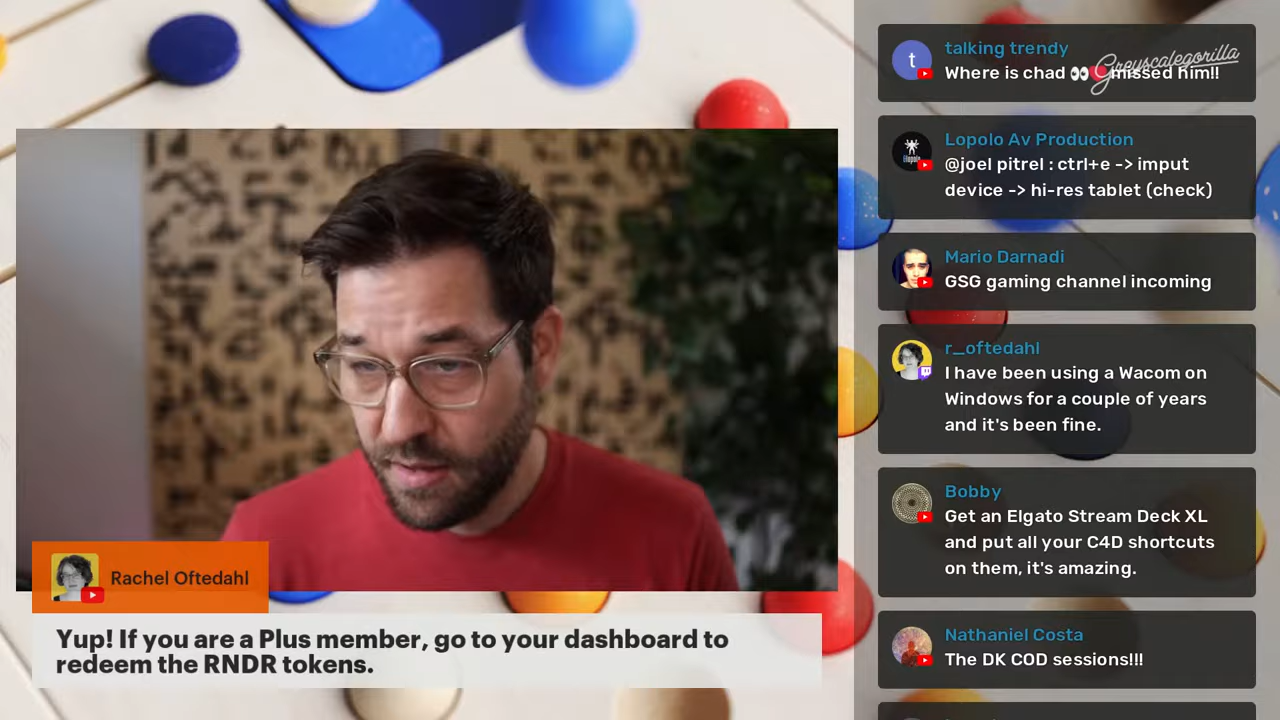 talking trendy
Where is chad 👀 missed him!!
Greyscalegorilla
Lopolo Av Production
@joel pitrel : ctrl+e -> imput
device -> hi-res tablet (check)
Mario Darnadi
GSG gaming channel incoming
r_oftedahl
I have been using a Wacom on
Windows for a couple of years
and it's been fine.
Bobby
Get an Elgato Stream Deck XL
and put all your C4D shortcuts
on them, it's amazing.
Nathaniel Costa
The DK COD sessions!!!
Rachel Oftedahl
Yup! If you are a Plus member, go to your dashboard to
redeem the RNDR tokens.